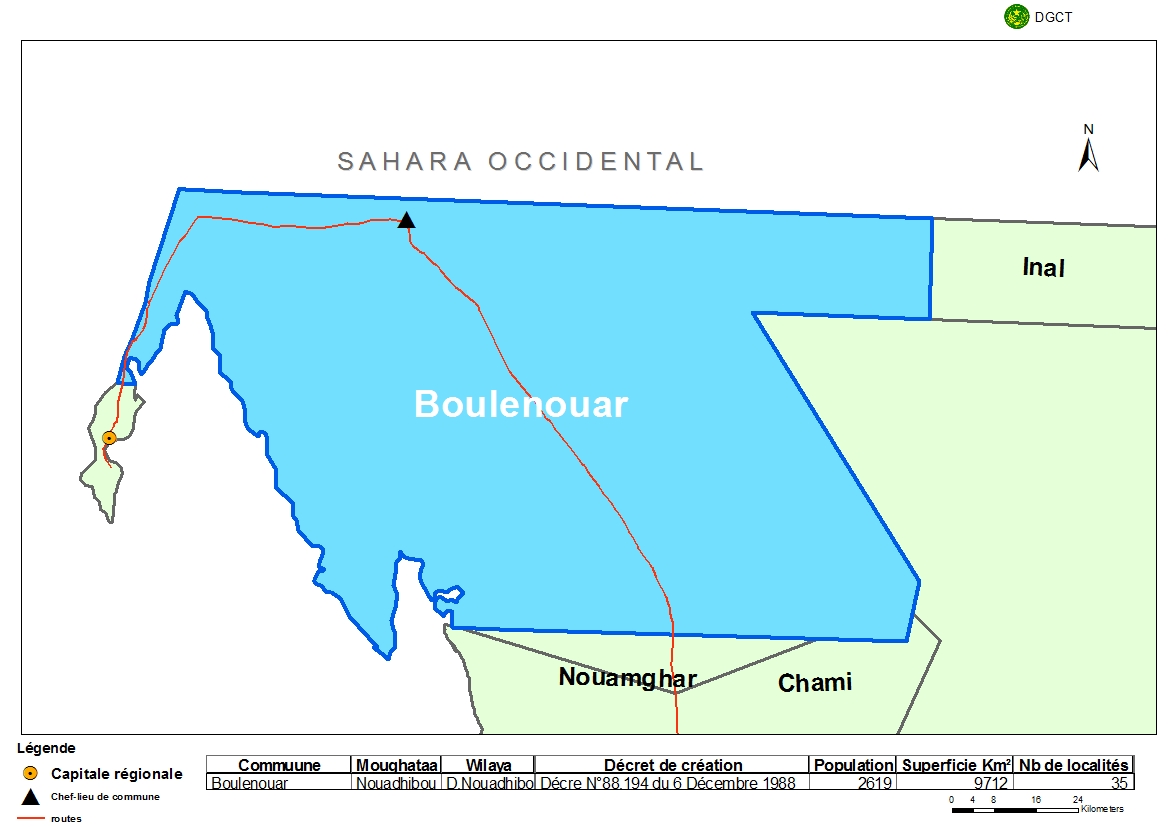 DGCT
N
SAHARA OCCIDENTAL
Inal
Boulenouar
Nouamghar
Chami
Légende
Capitale régionale
Chef-lieu de commune
routes
Commuune Moughataa Wilaya Décret de création Population Superficie Km² Nb de localités
Boulenouar Nouadhibou D.Nouadhibo Décre N°88.194 du 6 Décembre 1988 2619 9712 35
0 4 8 16 24
Kilometers